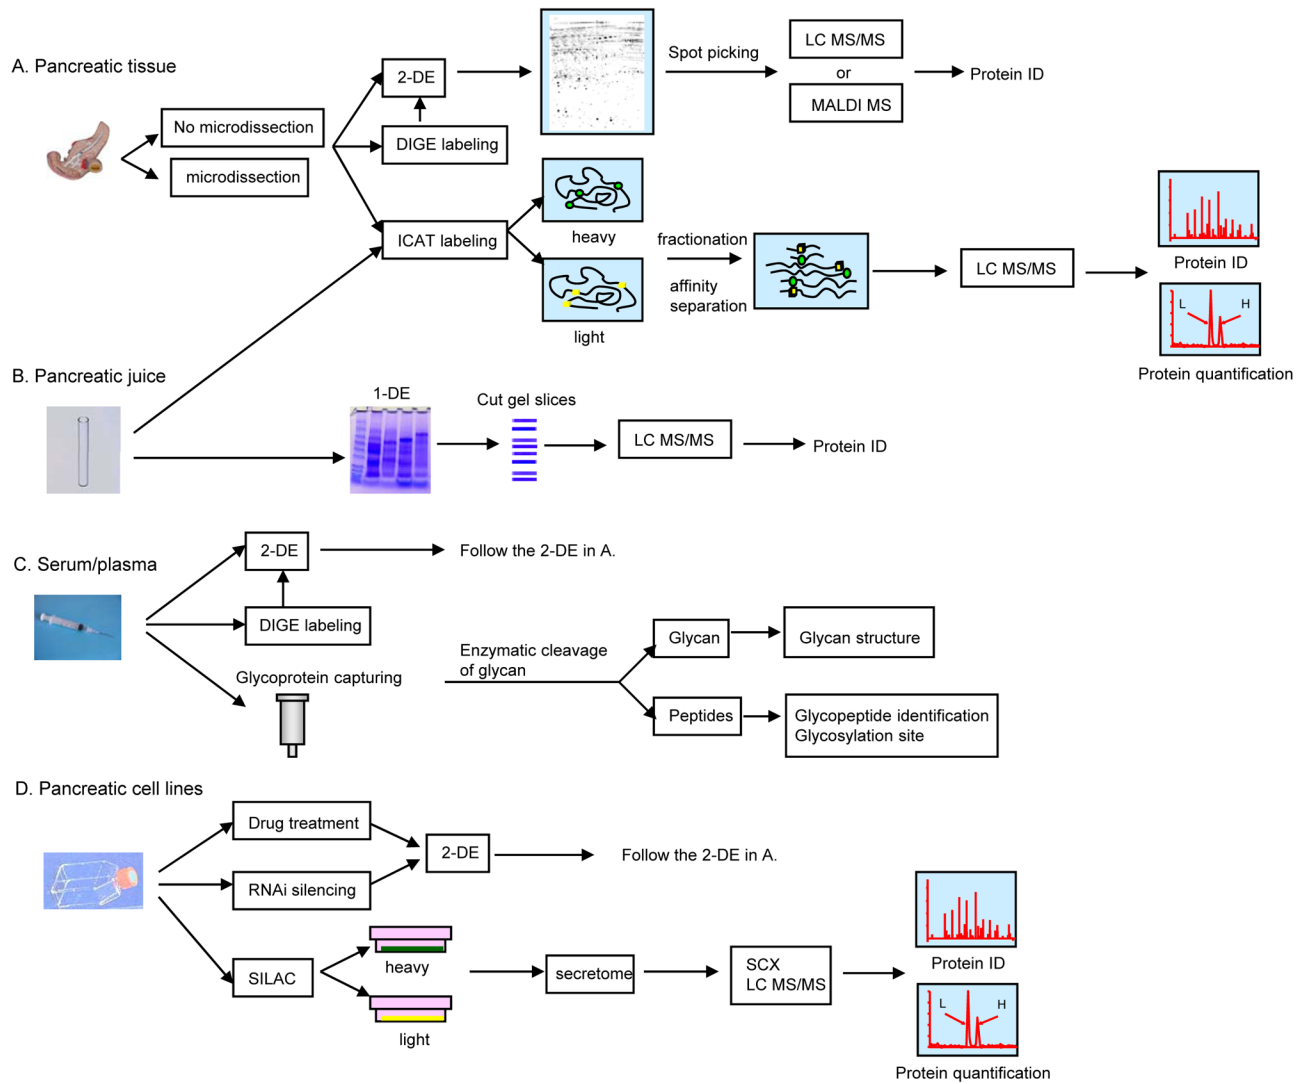 A. Pancreatic tissue
No microdissection
microdissection
2-DE
DIGE labeling
ICAT labeling
Spot picking
LC MS/MS
or
MALDI MS
Protein ID
heavy
light
fractionation
affinity
separation
LC MS/MS
Protein ID
L
H
Protein quantification
B. Pancreatic juice
1-DE
Cut gel slices
LC MS/MS
Protein ID
C. Serum/plasma
2-DE
Follow the 2-DE in A.
DIGE labeling
Glycoprotein capturing
Enzymatic cleavage
of glycan
Glycan
Glycan structure
Peptides
Glycopeptide identification
Glycosylation site
D. Pancreatic cell lines
Drug treatment
RNAi silencing
2-DE
Follow the 2-DE in A.
SILAC
heavy
light
secretome
SCX
LC MS/MS
Protein ID
L
H
Protein quantification